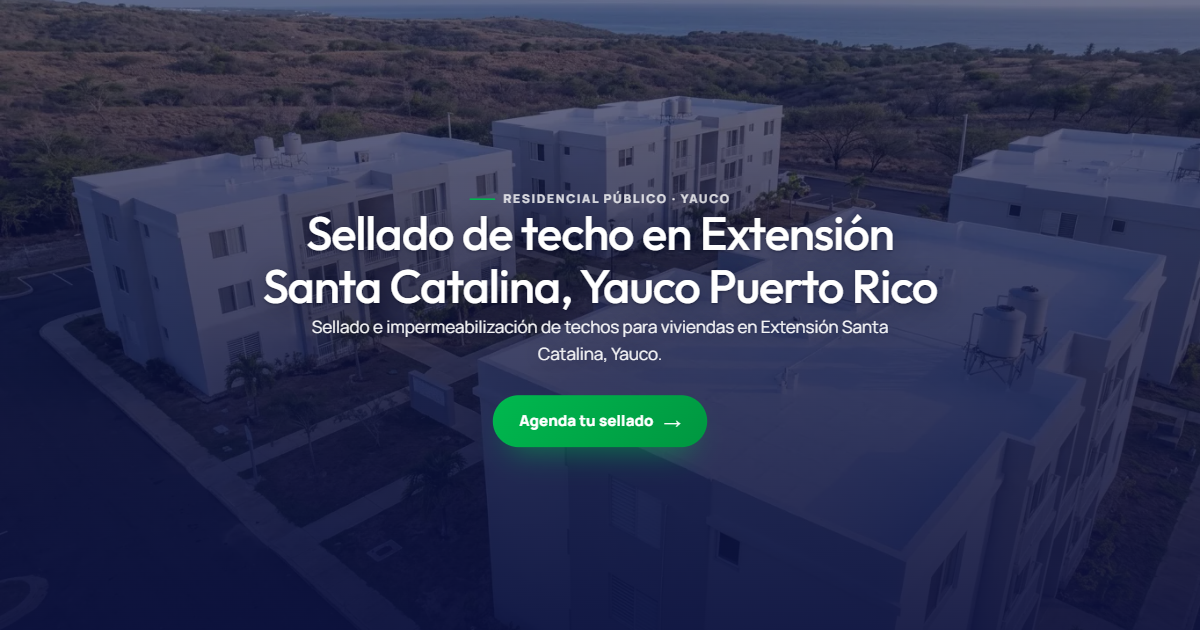 RESIDENCIAL PÚBLICO · YAUCO
Sellado de techo en Extensión
Santa Catalina, Yauco Puerto Rico
Sellado e impermeabilización de techos para viviendas en Extensión Santa
Catalina, Yauco.
Agenda tu sellado →